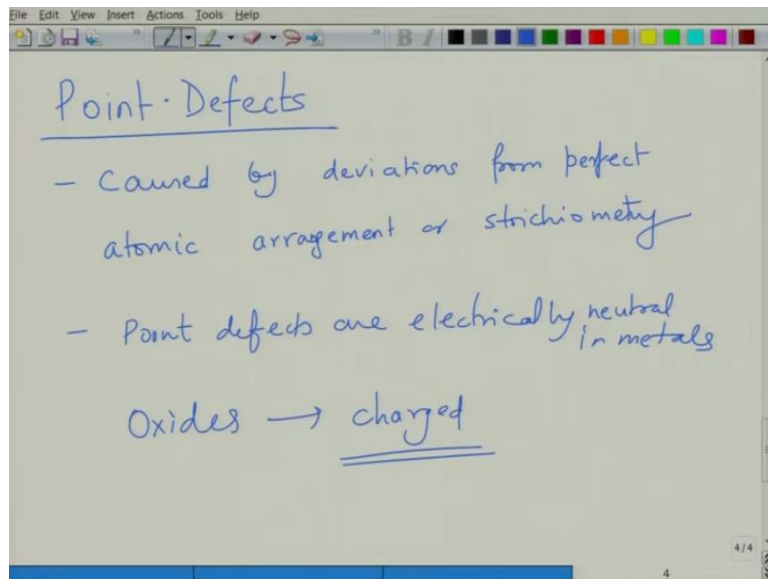 File Edit View Insert Actions Tools Help
Point-Defects
- Caused by deviations from perfect
atomic arragement or stoichiometry
- Point defects are electrically neutral
in metals
Oxides → charged
4/4
4